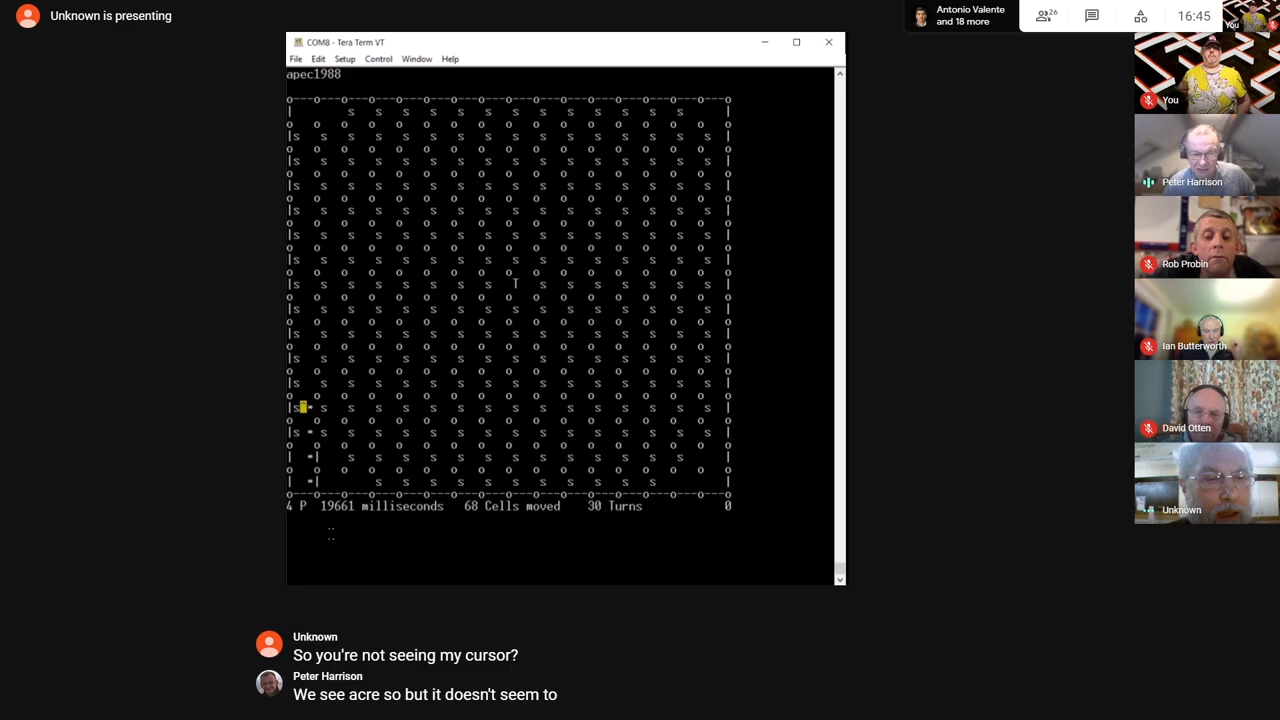 Unknown is presenting
Antonio Valente
and 18 more
26
16:45
You
COM8 - Tera Term VT
File Edit Setup Control Window Help
apec1988
o---o---o---o---o---o---o---o---o---o---o---o---o---o---o---o---o
|        s   s   s   s   s   s   s   s   s   s   s   s   s      |
o   o   o   o   o   o   o   o   o   o   o   o   o   o   o   o   o
|s   s   s   s   s   s   s   s   s   s   s   s   s   s   s   s  |
o   o   o   o   o   o   o   o   o   o   o   o   o   o   o   o   o
|s   s   s   s   s   s   s   s   s   s   s   s   s   s   s   s  |
o   o   o   o   o   o   o   o   o   o   o   o   o   o   o   o   o
|s   s   s   s   s   s   s   s   s   s   s   s   s   s   s   s  |
o   o   o   o   o   o   o   o   o   o   o   o   o   o   o   o   o
|s   s   s   s   s   s   s   s   s   s   s   s   s   s   s   s  |
o   o   o   o   o   o   o   o   o   o   o   o   o   o   o   o   o
|s   s   s   s   s   s   s   s   s   s   s   s   s   s   s   s  |
o   o   o   o   o   o   o   o   o   o   o   o   o   o   o   o   o
|s   s   s   s   s   s   s   s   s   s   s   s   s   s   s   s  |
o   o   o   o   o   o   o   o   o   o   o   o   o   o   o   o   o
|s   s   s   s   s   s   s   s       s   s   s   s   s   s   s  |
o   o   o   o   o   o   o   o   o   o   o   o   o   o   o   o   o
|s   s   s   s   s   s   s   s   s   s   s   s   s   s   s   s  |
o   o   o   o   o   o   o   o   o   o   o   o   o   o   o   o   o
|s   s   s   s   s   s   s   s   s   s   s   s   s   s   s   s  |
o   o   o   o   o   o   o   o   o   o   o   o   o   o   o   o   o
|s   s   s   s   s   s   s   s   s   s   s   s   s   s   s   s  |
o   o   o   o   o   o   o   o   o   o   o   o   o   o   o   o   o
|s   s   s   s   s   s   s   s   s   s   s   s   s   s   s   s  |
o   o   o   o   o   o   o   o   o   o   o   o   o   o   o   o   o
|s^* s   s   s   s   s   s   s   s   s   s   s   s   s   s   s  |
o   o   o   o   o   o   o   o   o   o   o   o   o   o   o   o   o
|s * s   s   s   s   s   s   s   s   s   s   s   s   s   s   s  |
o   o   o   o   o   o   o   o   o   o   o   o   o   o   o   o   o
|  *|    s   s   s   s   s   s   s   s   s   s   s   s   s      |
o   o   o   o   o   o   o   o   o   o   o   o   o   o   o   o   o
|  *|        s   s   s   s   s   s   s   s   s   s   s          |
o---o---o---o---o---o---o---o---o---o---o---o---o---o---o---o---o
4 P  19661 milliseconds   68 Cells moved    30 Turns            0
You
Peter Harrison
Rob Probin
Ian Butterworth
David Otten
Unknown
Unknown
So you're not seeing my cursor?
Peter Harrison
We see acre so but it doesn't seem to